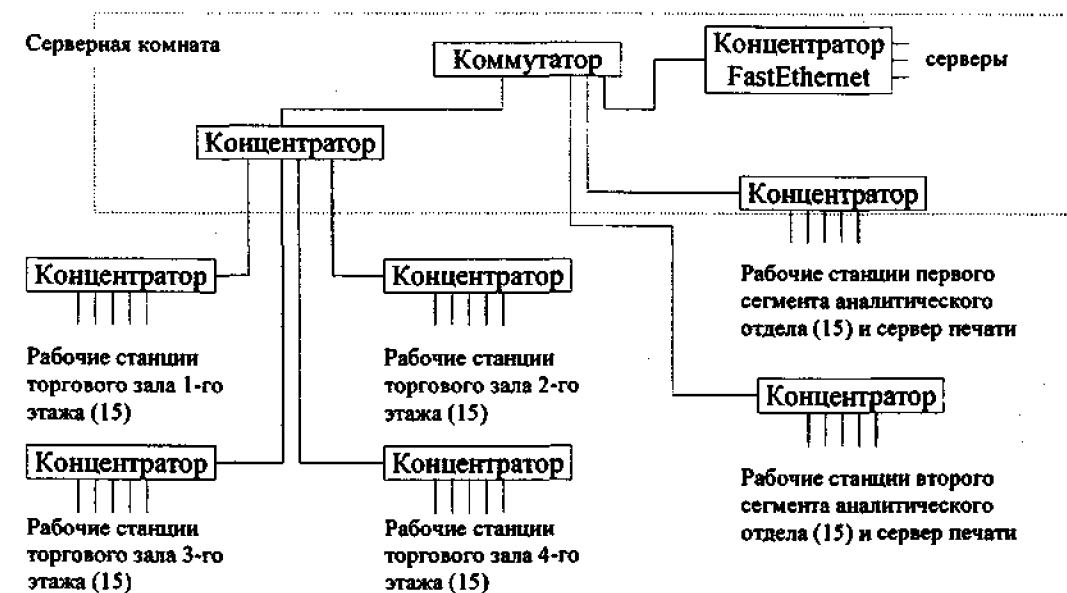 Серверная комната
Коммутатор
Концентратор
FastEthernet
серверы
Концентратор
Концентратор
Концентратор
Рабочие станции
торгового зала 1-го
этажа (15)
Концентратор
Рабочие станции
торгового зала 2-го
этажа (15)
Рабочие станции первого
сегмента аналитического
отдела (15) и сервер печати
Концентратор
Рабочие станции
торгового зала 3-го
этажа (15)
Концентратор
Рабочие станции
торгового зала 4-го
этажа (15)
Концентратор
Рабочие станции второго
сегмента аналитического
отдела (15) и сервер печати